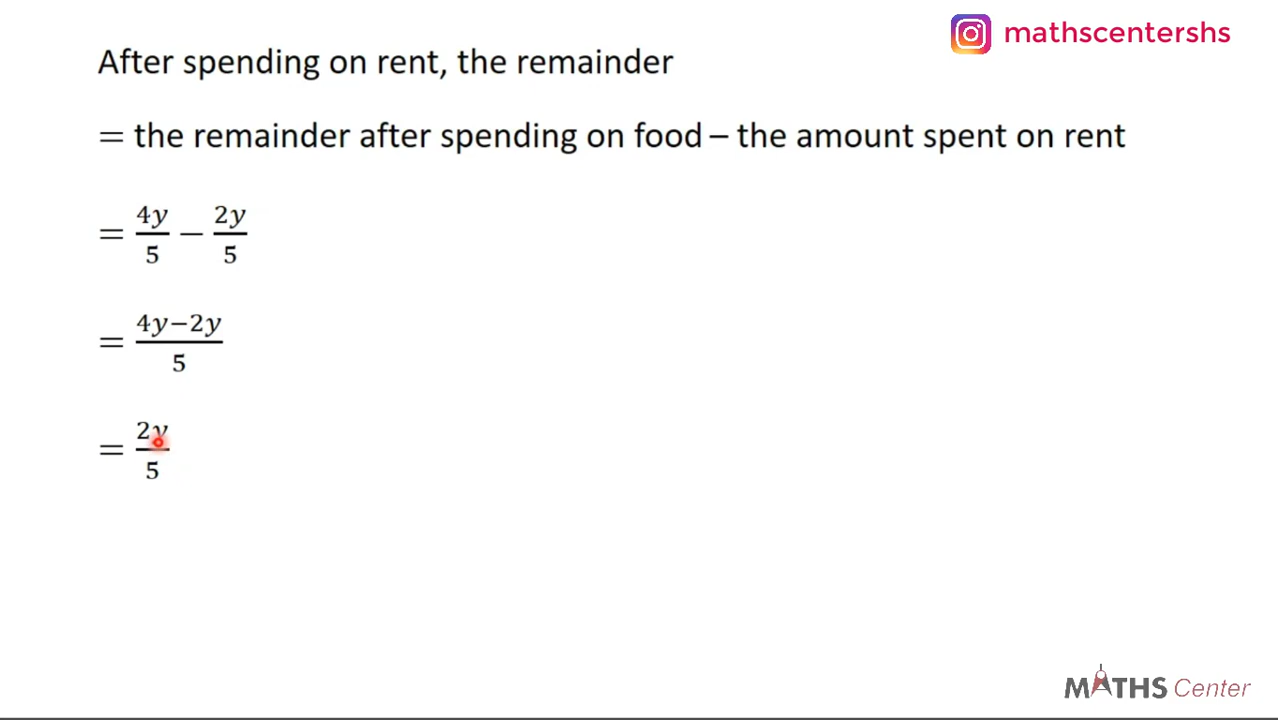 mathscentershs
After spending on rent, the remainder
= the remainder after spending on food – the amount spent on rent
= 4y/5 − 2y/5
= 4y−2y/5
= 2y/5
MATHS Center